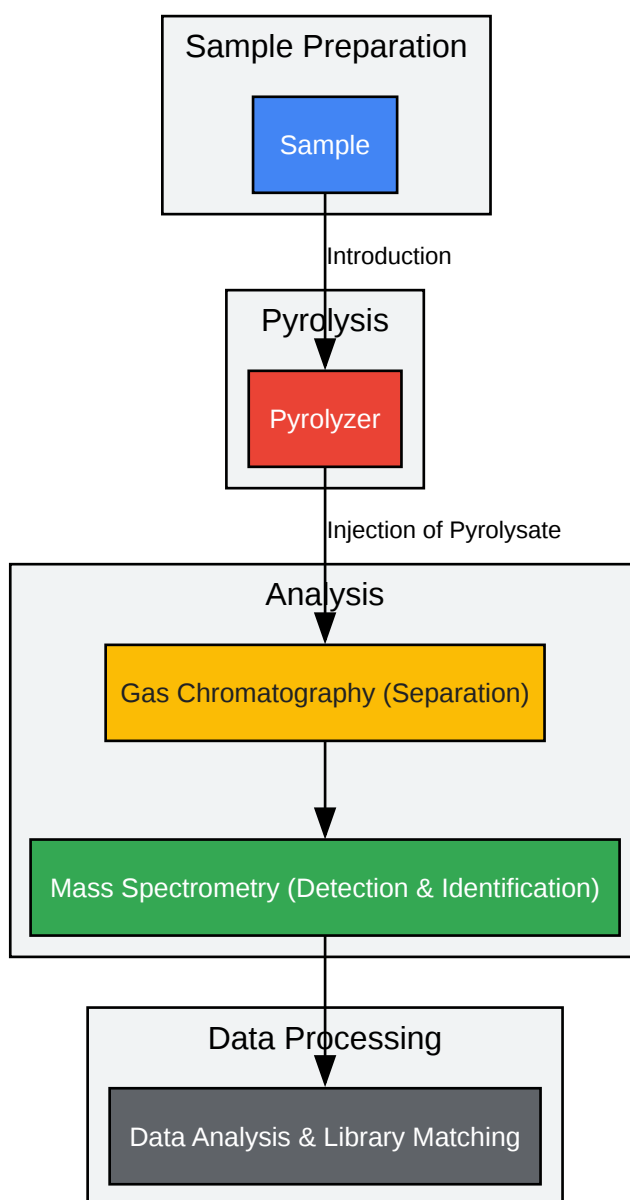 Sample Preparation
Sample
Introduction
Pyrolysis
Pyrolyzer
Injection of Pyrolysate
Analysis
Gas Chromatography (Separation)
Mass Spectrometry (Detection & Identification)
Data Processing
Data Analysis & Library Matching